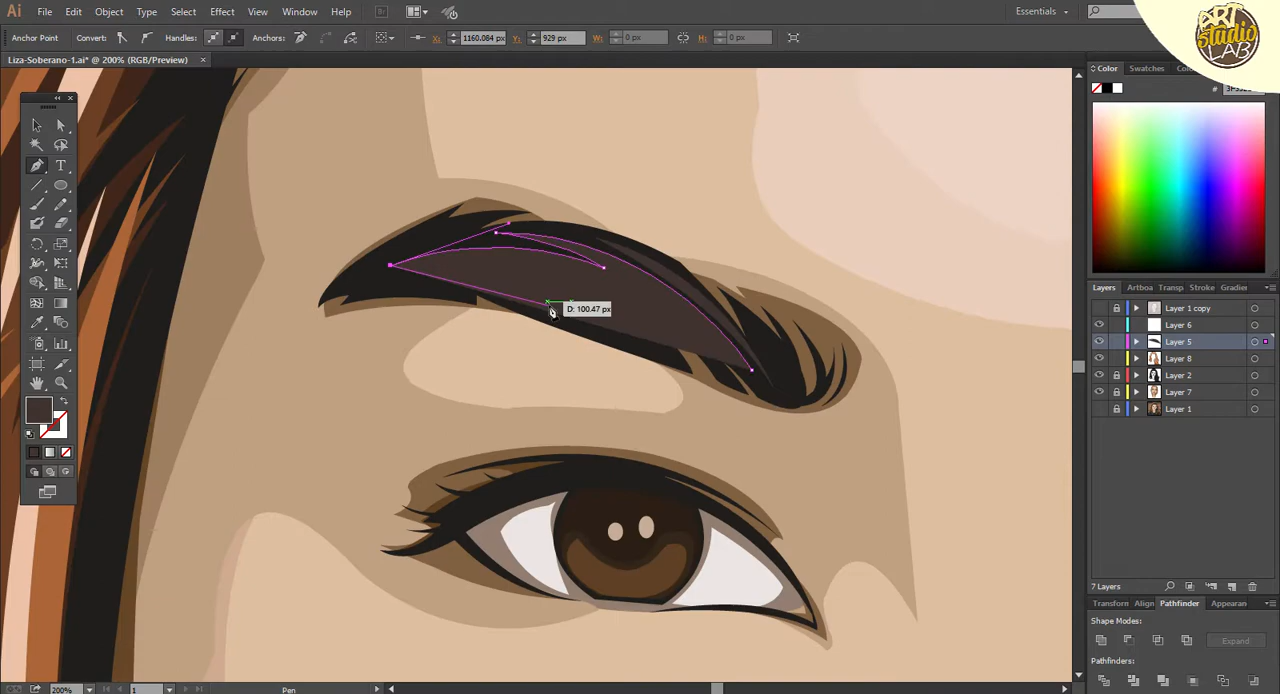 Ai File Edit Object Type Select Effect View Window Help Br Essentials
ART studio LAB
Anchor Point Convert: Handles: Anchors: X: 1160.084 px Y: 929 px W: 0 px H: 0 px
Liza-Soberano-1.ai* @ 200% (RGB/Preview)
Color Swatches
#
T
D: 100.47 px
Layers Artboa Transp Stroke Gradien
Layer 1 copy
Layer 6
Layer 5
Layer 8
Layer 2
Layer 7
Layer 1
7 Layers
Transform Align Pathfinder Appearan
Shape Modes:
Expand
Pathfinders:
200% 1 Pen